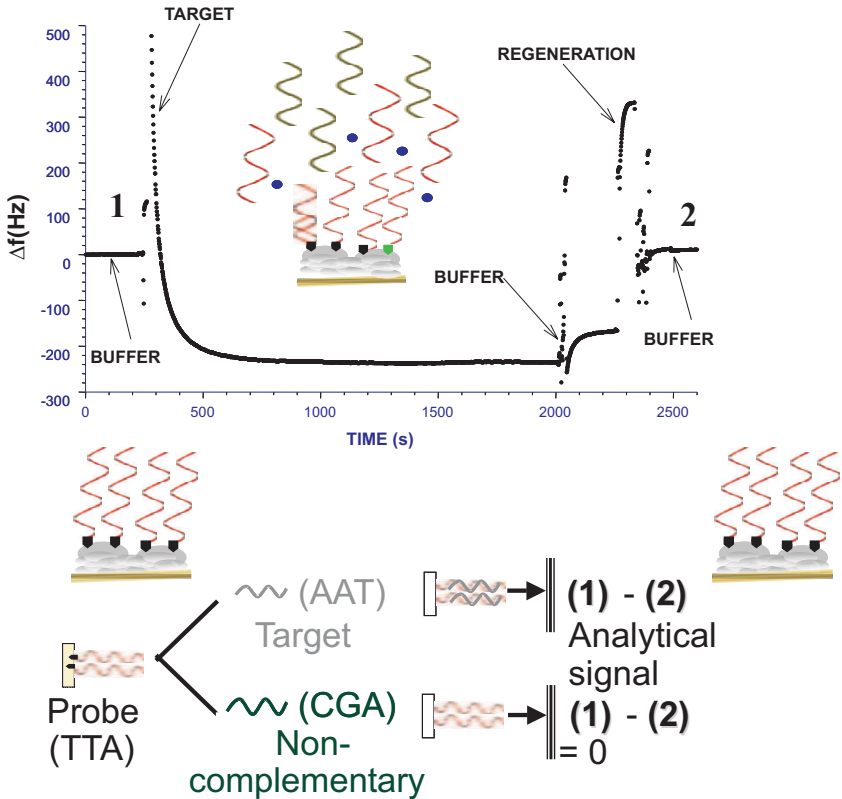 TARGET
REGENERATION
500
400
300
200
100
0
-100
-200
-300
Δf(Hz)
1
2
BUFFER
BUFFER
BUFFER
0
500
1000
1500
2000
2500
TIME (s)
(AAT)
Target
(1) - (2)
Analytical
signal
Probe
(TTA)
(CGA)
Non-
complementary
(1) - (2)
= 0